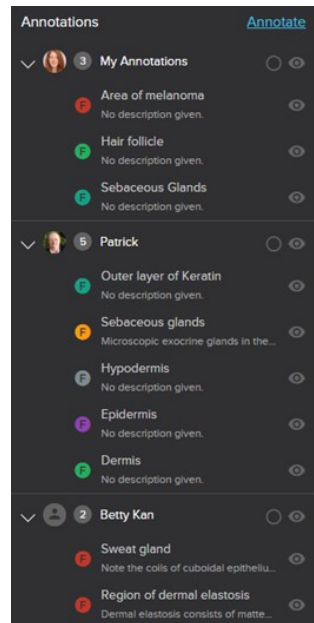 Annotations Annotate
3 My Annotations
F Area of melanoma
No description given.
F Hair follicle
No description given.
F Sebaceous Glands
No description given.
5 Patrick
F Outer layer of Keratin
No description given.
F Sebaceous glands
Microscopic exocrine glands in the...
F Hypodermis
No description given.
F Epidermis
No description given.
F Dermis
No description given.
2 Betty Kan
F Sweat gland
Note the coils of cuboidal epitheliu...
F Region of dermal elastosis
Dermal elastosis consists of matte...